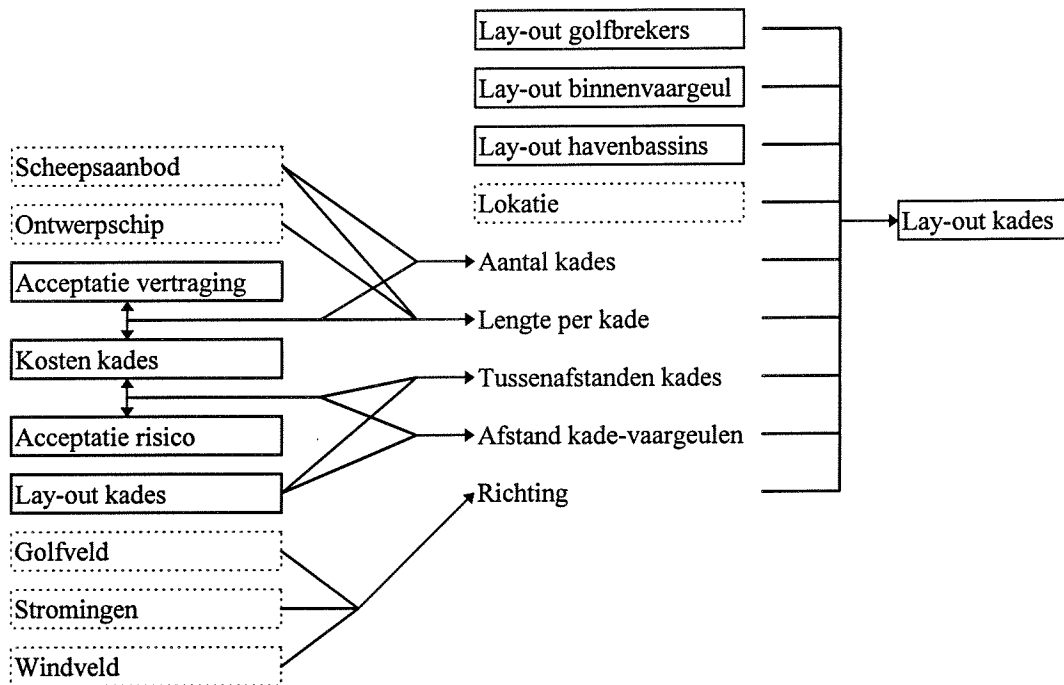 Lay-out golfbrekers
Lay-out binnenvaargeul
Lay-out havenbassins
Scheepsaanbod
Lokatie
Ontwerpschip
Lay-out kades
Aantal kades
Acceptatie vertraging
Lengte per kade
Kosten kades
Tussenafstanden kades
Acceptatie risico
Afstand kade-vaargeulen
Lay-out kades
Richting
Golfveld
Stromingen
Windveld